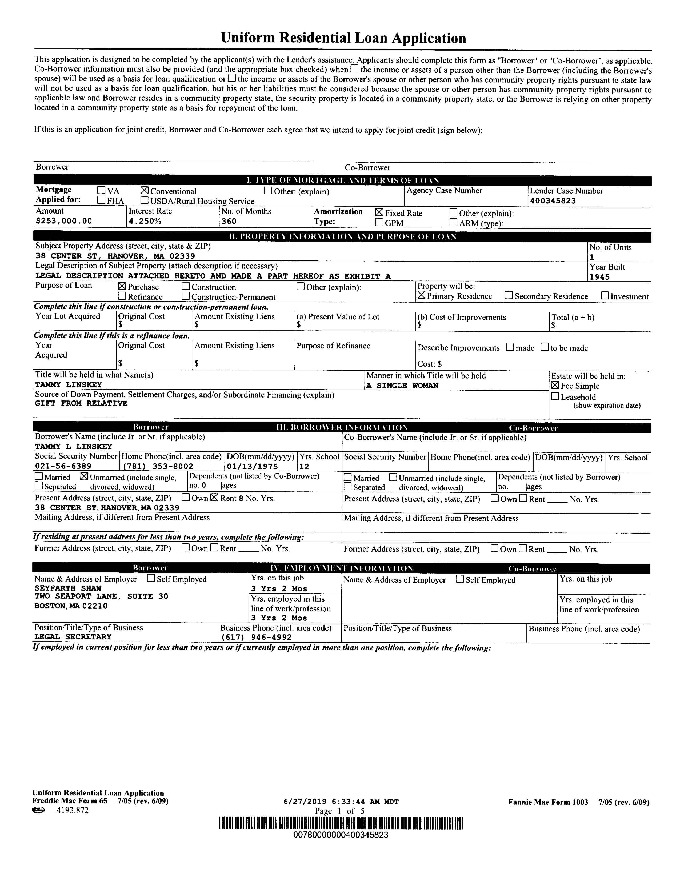 Uniform Residential Loan Application
This application is designed to be completed by the applicant(s) with the Lender's assistance. Applicants should complete this form as "Borrower" or "Co-Borrower", as applicable.
Co-Borrower information must also be provided (and the appropriate box checked) when the income or assets of a person other than the Borrower (including the Borrower's
spouse) will be used as a basis for loan qualification or the income or assets of the Borrower's spouse or other person who has community property rights pursuant to state law
will not be used as a basis for loan qualification, but his or her liabilities must be considered because the spouse or other person has community property rights pursuant to
applicable law and Borrower resides in a community property state, the security property is located in a community property state, or the Borrower is relying on other property
located in a community property state as a basis for repayment of the loan.
If this is an application for joint credit, Borrower and Co-Borrower each agree that we intend to apply for joint credit (sign below):
Borrower Co-Borrower
I. TYPE OF MORTGAGE AND TERMS OF LOAN
Mortgage ☐ VA ☒ Conventional ☐ Other (explain) Agency Case Number Lender Case Number
Applied for: ☐ FHA ☐ USDA/Rural Housing Service 400345823
Amount Interest Rate No. of Months Amortization ☒ Fixed Rate ☐ Other (explain):
$253,000.00 4.250% 360 Type: ☐ GPM ☐ ARM (type):
II. PROPERTY INFORMATION AND PURPOSE OF LOAN
Subject Property Address (street, city, state & ZIP) No. of Units
38 CENTER ST, HANOVER, MA 02339 1
Legal Description of Subject Property (attach description if necessary) Year Built
LEGAL DESCRIPTION ATTACHED HERETO AND MADE A PART HEREOF AS EXHIBIT A 1945
Purpose of Loan ☒ Purchase ☐ Construction ☐ Other (explain): Property will be:
☐ Refinance ☐ Construction-Permanent ☒ Primary Residence ☐ Secondary Residence ☐ Investment
Complete this line if construction or construction-permanent loan.
Year Lot Acquired Original Cost Amount Existing Liens (a) Present Value of Lot (b) Cost of Improvements Total (a + b)
$ $ $ $ $
Complete this line if this is a refinance loan.
Year Original Cost Amount Existing Liens Purpose of Refinance Describe Improvements ☐ made ☐ to be made
Acquired
$ $ Cost: $
Title will be held in what Name(s) Manner in which Title will be held Estate will be held in:
TAMMY LINSKEY A SINGLE WOMAN ☒ Fee Simple
Source of Down Payment, Settlement Charges, and/or Subordinate Financing (explain) ☐ Leasehold
GIFT FROM RELATIVE (show expiration date)
Borrower III. BORROWER INFORMATION Co-Borrower
Borrower's Name (include Jr. or Sr. if applicable) Co-Borrower's Name (include Jr. or Sr. if applicable)
TAMMY L LINSKEY
Social Security Number Home Phone(incl. area code) DOB(mm/dd/yyyy) Yrs. School Social Security Number Home Phone(incl. area code) DOB(mm/dd/yyyy) Yrs. School
021-56-6389 (781) 353-8002 01/13/1975 12
☐ Married ☒ Unmarried (include single, Dependents (not listed by Co-Borrower) ☐ Married ☐ Unmarried (include single, Dependents (not listed by Borrower)
☐ Separated divorced, widowed) no. 0 ages ☐ Separated divorced, widowed) no. ages
Present Address (street, city, state, ZIP) ☐ Own ☒ Rent 8 No. Yrs. Present Address (street, city, state, ZIP) ☐ Own ☐ Rent ____ No. Yrs.
38 CENTER ST HANOVER, MA 02339
Mailing Address, if different from Present Address Mailing Address, if different from Present Address
If residing at present address for less than two years, complete the following:
Former Address (street, city, state, ZIP) ☐ Own ☐ Rent ____ No. Yrs. Former Address (street, city, state, ZIP) ☐ Own ☐ Rent ____ No. Yrs.
Borrower IV. EMPLOYMENT INFORMATION Co-Borrower
Name & Address of Employer ☐ Self Employed Yrs. on this job Name & Address of Employer ☐ Self Employed Yrs. on this job
SEYFARTH SHAW 3 Yrs 2 Mos
TWO SEAPORT LANE, SUITE 30 Yrs. employed in this Yrs. employed in this
BOSTON, MA 02210 line of work/profession line of work/profession
3 Yrs 2 Mos
Position/Title/Type of Business Business Phone (incl. area code) Position/Title/Type of Business Business Phone (incl. area code)
LEGAL SECRETARY (617) 946-4992
If employed in current position for less than two years or if currently employed in more than one position, complete the following:
Uniform Residential Loan Application
Freddie Mac Form 65 7/05 (rev. 6/09) 6/27/2019 6:33:44 AM MDT Fannie Mae Form 1003 7/05 (rev. 6/09)
4193.872 Page 1 of 5
00780000000400345823